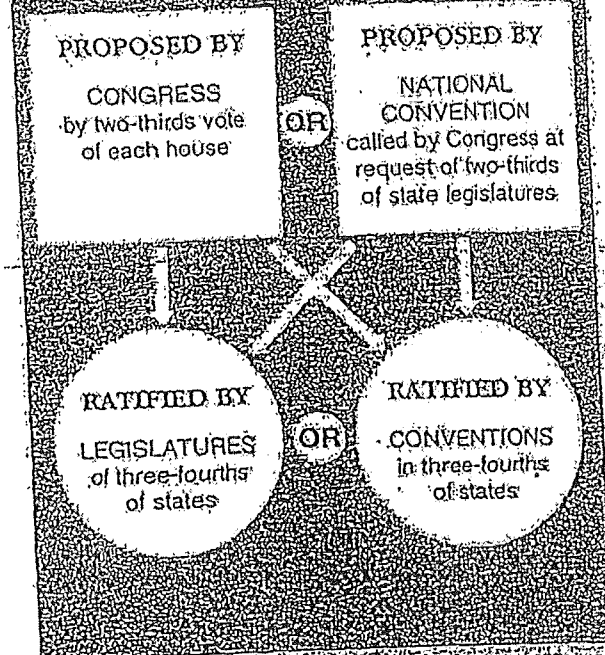 PROPOSED BY
CONGRESS
by two-thirds vote
of each house
OR
PROPOSED BY
NATIONAL
CONVENTION
called by Congress at
request of two-thirds
of state legislatures
RATIFIED BY
LEGISLATURES
of three-fourths
of states
OR
RATIFIED BY
CONVENTIONS
in three-fourths
of states